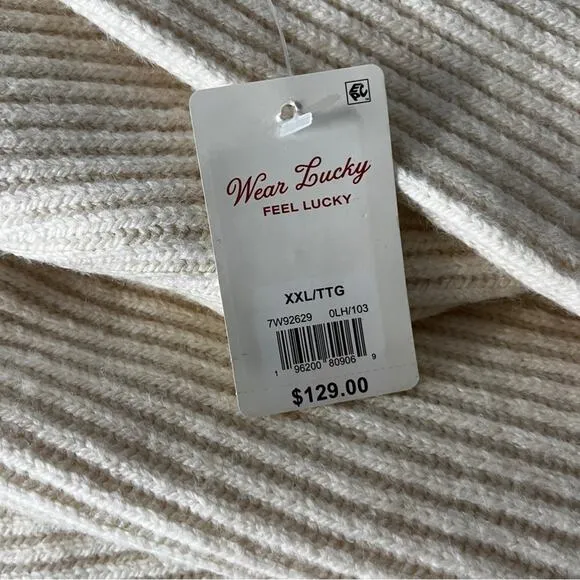 Wear Lucky
FEEL LUCKY
XXL/TTG
7W92629 0LH/103
1 96200 80906 9
$129.00